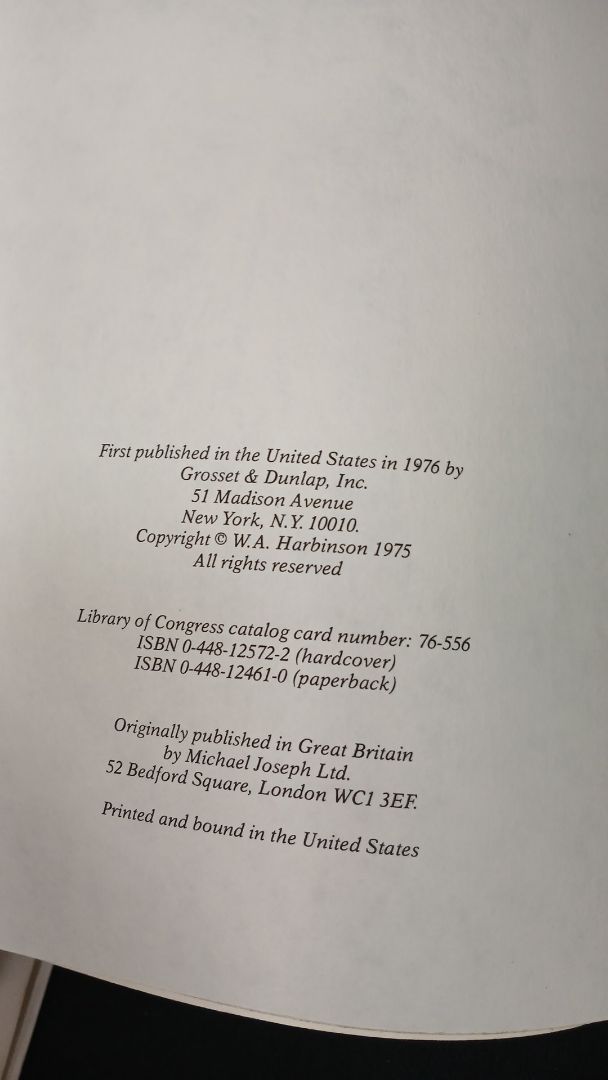 First published in the United States in 1976 by
Grosset & Dunlap, Inc.
51 Madison Avenue
New York, N.Y. 10010.
Copyright © W.A. Harbinson 1975
All rights reserved
Library of Congress catalog card number: 76-556
ISBN 0-448-12572-2 (hardcover)
ISBN 0-448-12461-0 (paperback)
Originally published in Great Britain
by Michael Joseph Ltd.
52 Bedford Square, London WC1 3EF.
Printed and bound in the United States